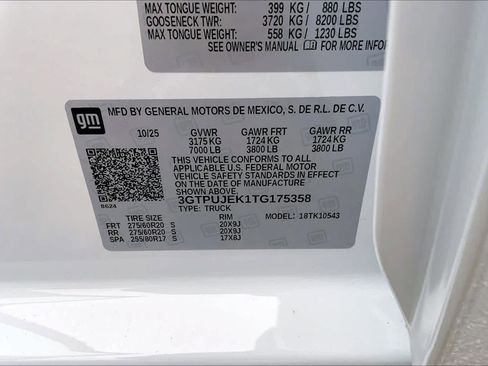 MAX TONGUE WEIGHT: 399 KG / 880 LBS
GOOSENECK TWR: 3720 KG / 8200 LBS
MAX TONGUE WEIGHT: 558 KG / 1230 LBS
SEE OWNER'S MANUAL FOR MORE INFOR
gm
MFD BY GENERAL MOTORS DE MEXICO, S. DE R.L. DE C.V.
10/25 GVWR GAWR FRT GAWR RR
3175 KG 1724 KG 1724 KG
7000 LB 3800 LB 3800 LB
THIS VEHICLE CONFORMS TO ALL
APPLICABLE U.S. FEDERAL MOTOR
VEHICLE SAFETY STANDARDS IN EFFECT
ON THE DATE OF MANUFACTURE
SHOWN ABOVE.
3GTPUJEK1TG175358
8624 TYPE: TRUCK 18TK10543
TIRE SIZE RIM
FRT 275/60R20 S 20X9J
RR 275/60R20 S 20X9J
SPA 255/80R17 S 17X8J